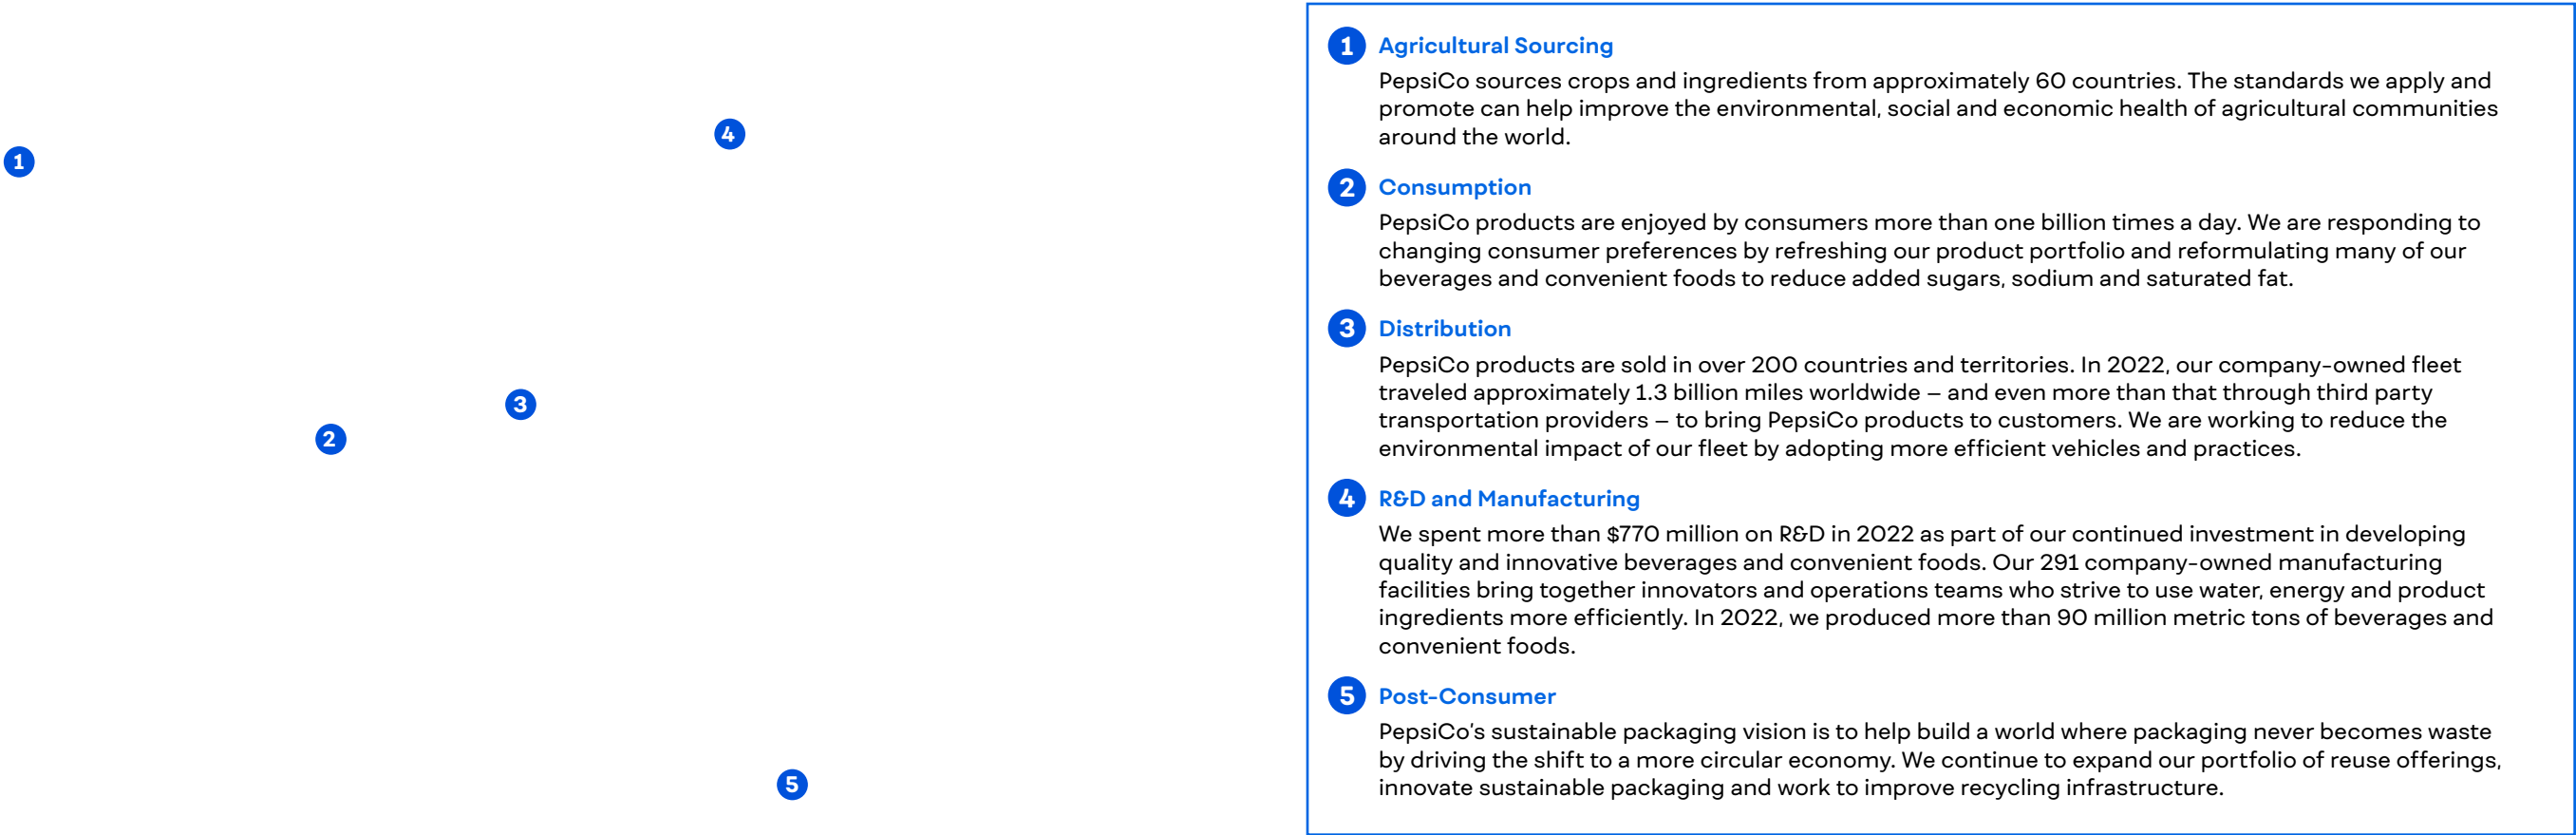 4
1
3
2
5
1 Agricultural Sourcing
PepsiCo sources crops and ingredients from approximately 60 countries. The standards we apply and
promote can help improve the environmental, social and economic health of agricultural communities
around the world.
2 Consumption
PepsiCo products are enjoyed by consumers more than one billion times a day. We are responding to
changing consumer preferences by refreshing our product portfolio and reformulating many of our
beverages and convenient foods to reduce added sugars, sodium and saturated fat.
3 Distribution
PepsiCo products are sold in over 200 countries and territories. In 2022, our company-owned fleet
traveled approximately 1.3 billion miles worldwide – and even more than that through third party
transportation providers – to bring PepsiCo products to customers. We are working to reduce the
environmental impact of our fleet by adopting more efficient vehicles and practices.
4 R&D and Manufacturing
We spent more than $770 million on R&D in 2022 as part of our continued investment in developing
quality and innovative beverages and convenient foods. Our 291 company-owned manufacturing
facilities bring together innovators and operations teams who strive to use water, energy and product
ingredients more efficiently. In 2022, we produced more than 90 million metric tons of beverages and
convenient foods.
5 Post-Consumer
PepsiCo's sustainable packaging vision is to help build a world where packaging never becomes waste
by driving the shift to a more circular economy. We continue to expand our portfolio of reuse offerings,
innovate sustainable packaging and work to improve recycling infrastructure.